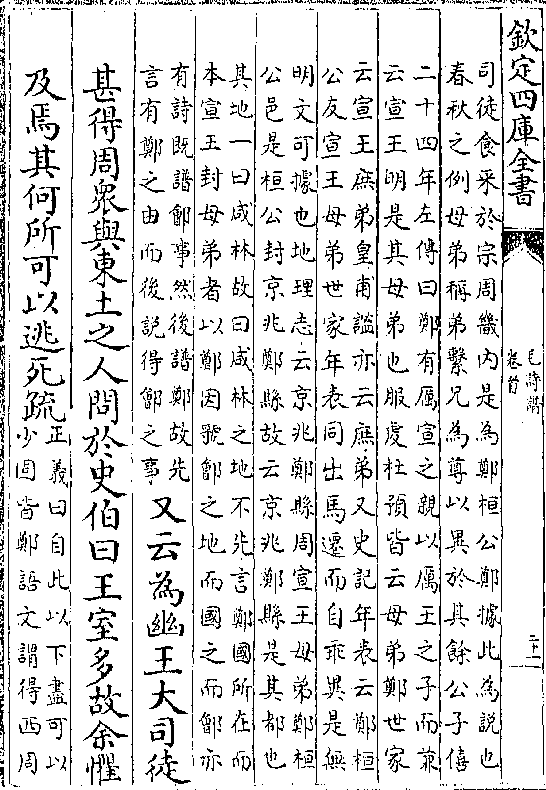 欽定四庫全書
毛詩譜
卷首
二十一
司徒食采於宗周畿內是為鄭桓公鄭據此為說也
春秋之例母弟稱弟繫兄為尊以異於其餘公子僖
二十四年左傳曰鄭有厲宣之親以厲王之子而兼
云宣王明是其母弟也服虔杜預皆云母弟鄭世家
云宣王庶弟皇甫謐亦云庶弟又史記年表云鄭桓
公友宣王母弟世家年表同出馬遷而自乖異是無
明文可據也地理志云京兆鄭縣周宣王母弟鄭桓
公邑是桓公封京兆鄭縣故云京兆鄭縣是其都也
其地一曰咸林故曰咸林之地不先言鄭國所在而
本宣王封母弟者以鄭因虢鄶之地而國之而鄶亦
有詩既譜鄶事然後譜鄭故先
言有鄭之由而後說得鄶之事
又云為幽王大司徒
甚得周衆與東土之人問於史伯曰王室多故余懼
及焉其何所可以逃死疏
正義曰自此以下盡可以
少固皆鄭語文謂得西周